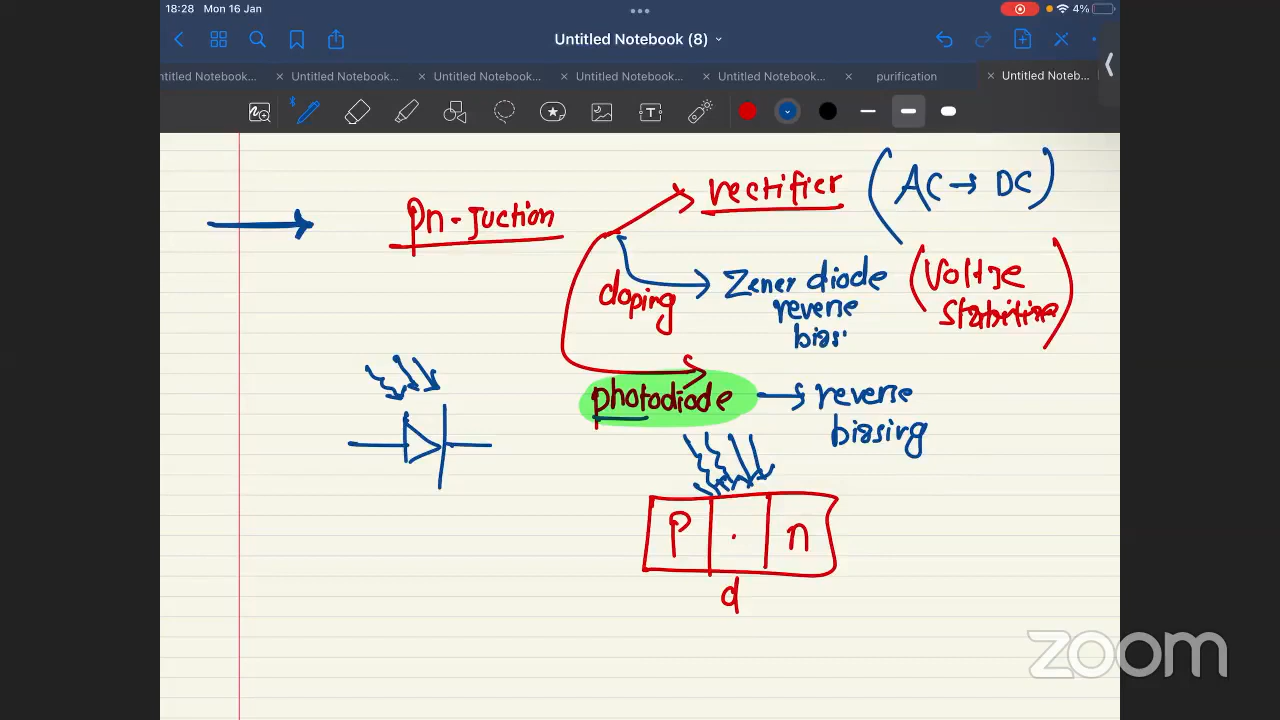 18:28 Mon 16 Jan
4%
Untitled Notebook (8)
ntitled Notebook...
Untitled Notebook...
Untitled Notebook...
Untitled Notebook...
Untitled Notebook...
purification
Untitled Noteb...
rectifier (AC → DC)
pn-juction
doping
Zener diode
reverse
bias
(Voltge
photodiode → reverse
biasing
p
n
d
zoom